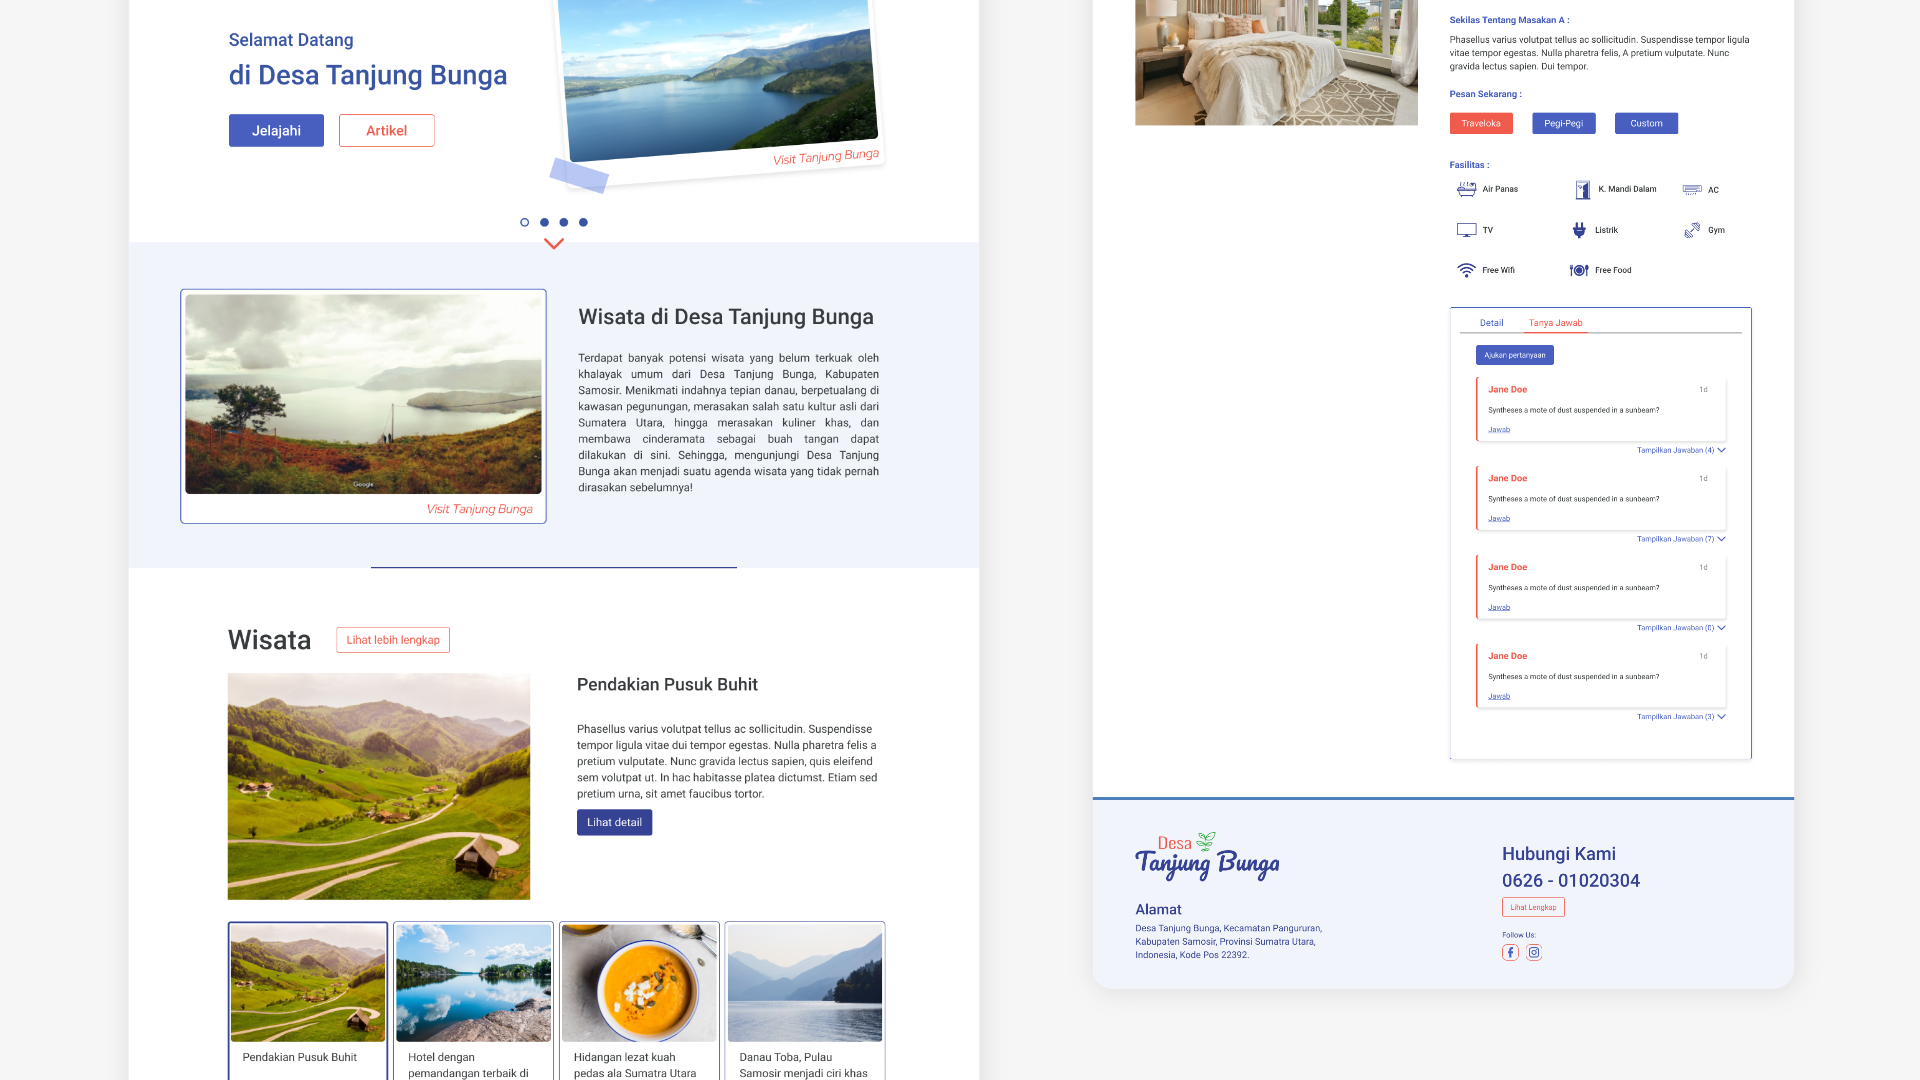 Selamat Datang
di Desa Tanjung Bunga
Jelajahi
Artikel
Visit Tanjung Bunga
Google
Visit Tanjung Bunga
Wisata di Desa Tanjung Bunga
Terdapat banyak potensi wisata yang belum terkuak oleh
khalayak umum dari Desa Tanjung Bunga, Kabupaten
Samosir. Menikmati indahnya tepian danau, berpetualang di
kawasan pegunungan, merasakan salah satu kultur asli dari
Sumatera Utara, hingga merasakan kuliner khas, dan
membawa cinderamata sebagai buah tangan dapat
dilakukan di sini. Sehingga, mengunjungi Desa Tanjung
Bunga akan menjadi suatu agenda wisata yang tidak pernah
dirasakan sebelumnya!
Wisata
Lihat lebih lengkap
Pendakian Pusuk Buhit
Phasellus varius volutpat tellus ac sollicitudin. Suspendisse
tempor ligula vitae dui tempor egestas. Nulla pharetra felis a
pretium vulputate. Nunc gravida lectus sapien, quis eleifend
sem volutpat ut. In hac habitasse platea dictumst. Etiam sed
pretium urna, sit amet faucibus tortor.
Lihat detail
Pendakian Pusuk Buhit
Hotel dengan
pemandangan terbaik di
Hidangan lezat kuah
pedas ala Sumatra Utara
Danau Toba, Pulau
Samosir menjadi ciri khas
Sekilas Tentang Masakan A :
Phasellus varius volutpat tellus ac sollicitudin. Suspendisse tempor ligula
vitae tempor egestas. Nulla pharetra felis, A pretium vulputate. Nunc
gravida lectus sapien. Dui tempor.
Pesan Sekarang :
Traveloka
Pegi-Pegi
Custom
Fasilitas :
Air Panas
K. Mandi Dalam
AC
TV
Listrik
Gym
Free Wifi
Free Food
Detail
Tanya Jawab
Ajukan pertanyaan
Jane Doe
1d
Syntheses a mote of dust suspended in a sunbeam?
Jawab
Tampilkan Jawaban (4)
Jane Doe
1d
Syntheses a mote of dust suspended in a sunbeam?
Jawab
Tampilkan Jawaban (7)
Jane Doe
1d
Syntheses a mote of dust suspended in a sunbeam?
Jawab
Tampilkan Jawaban (0)
Jane Doe
1d
Syntheses a mote of dust suspended in a sunbeam?
Jawab
Tampilkan Jawaban (3)
Desa
Tanjung Bunga
Alamat
Desa Tanjung Bunga, Kecamatan Pangururan,
Kabupaten Samosir, Provinsi Sumatra Utara,
Indonesia, Kode Pos 22392.
Hubungi Kami
0626 - 01020304
Lihat Lengkap
Follow Us: